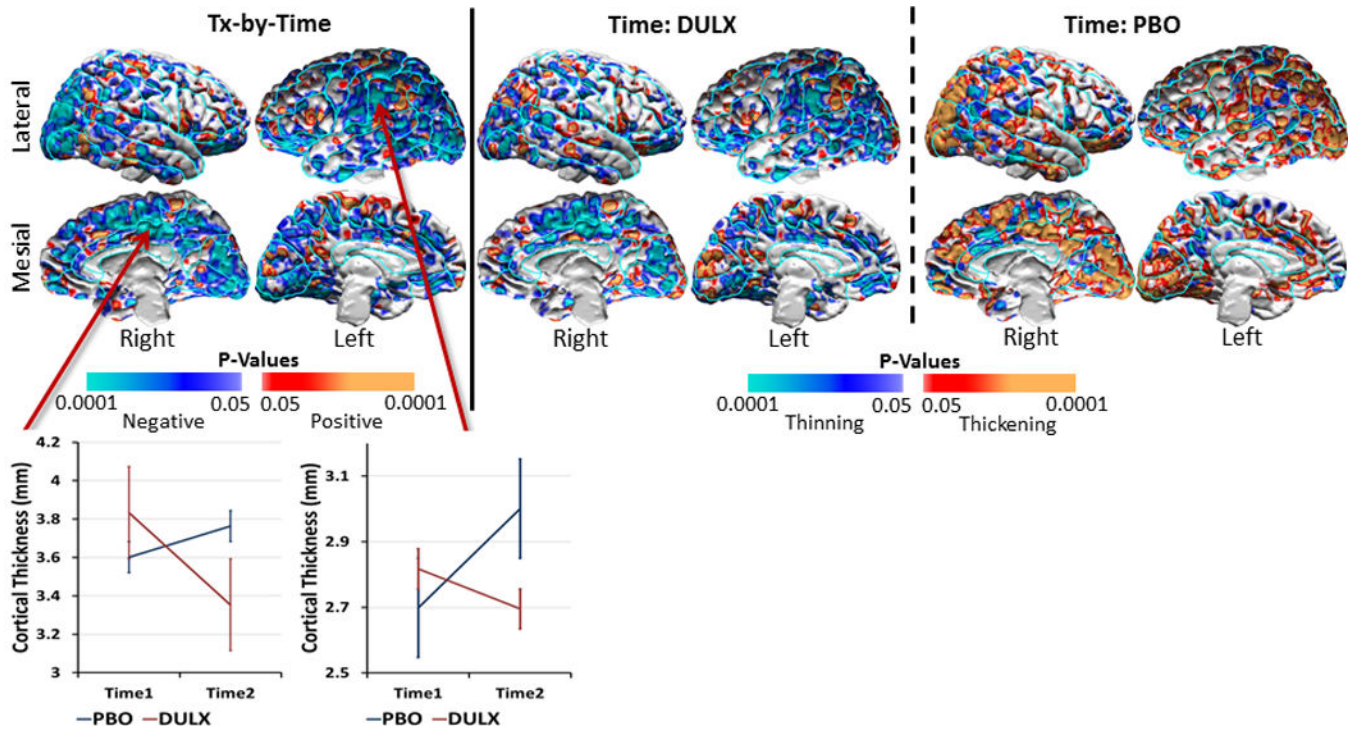 Tx-by-Time
Time: DULX
Time: PBO
Lateral
Mesial
Right
Left
Right
Left
Right
Left
P-Values
0.0001
0.05
0.05
0.0001
Negative
Positive
P-Values
0.0001
0.05
0.05
0.0001
Thinning
Thickening
Cortical Thickness (mm)
4.2
4
3.8
3.6
3.4
3.2
3
Time1
Time2
PBO
DULX
Cortical Thickness (mm)
3.1
2.9
2.7
2.5
Time1
Time2
PBO
DULX